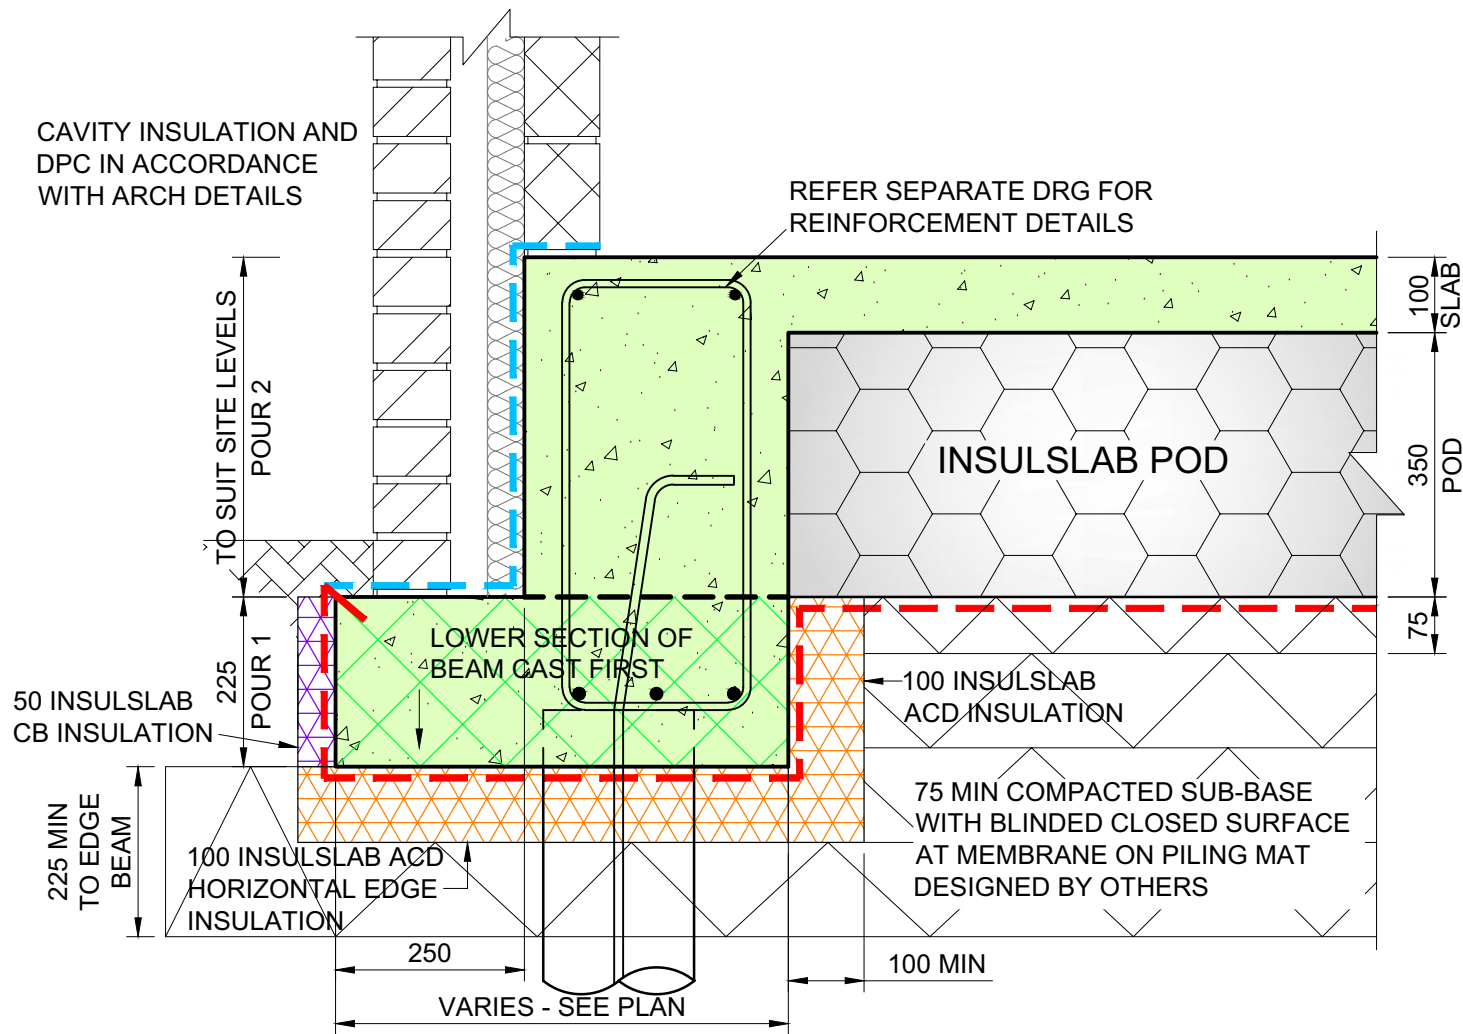 CAVITY INSULATION AND
DPC IN ACCORDANCE
WITH ARCH DETAILS
REFER SEPARATE DRG FOR
REINFORCEMENT DETAILS
TO SUIT SITE LEVELS
POUR 2
100
SLAB
INSULSLAB POD
350
POD
LOWER SECTION OF
BEAM CAST FIRST
225
POUR 1
75
50 INSULSLAB
CB INSULATION
100 INSULSLAB
ACD INSULATION
225 MIN
TO EDGE
BEAM
100 INSULSLAB ACD
HORIZONTAL EDGE
INSULATION
75 MIN COMPACTED SUB-BASE
WITH BLINDED CLOSED SURFACE
AT MEMBRANE ON PILING MAT
DESIGNED BY OTHERS
250
100 MIN
VARIES - SEE PLAN